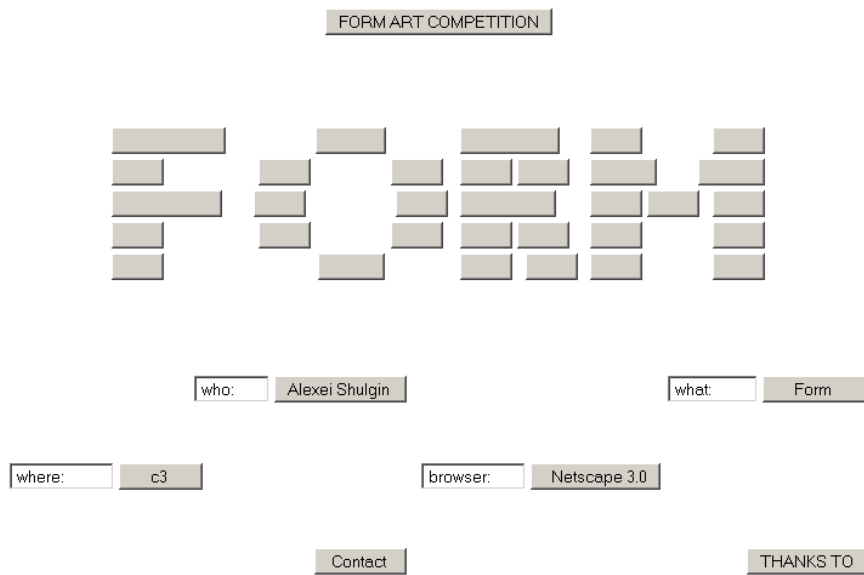 FORM ART COMPETITION
FORM
who: Alexei Shulgin what: Form
where: c3 browser: Netscape 3.0
Contact THANKS TO